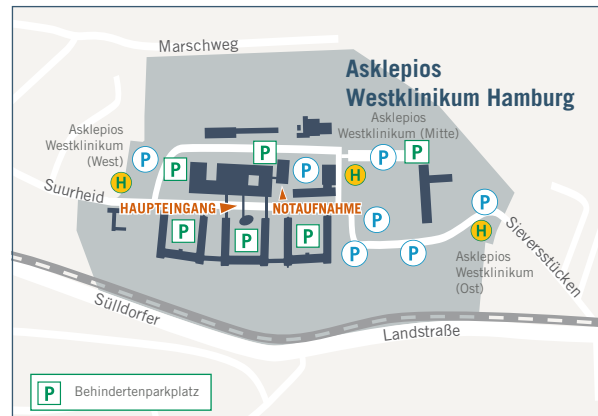 Marschweg
Asklepios
Westklinikum Hamburg
Asklepios
Westklinikum (Mitte)
Asklepios
Westklinikum
(West)
P
P
P
P
P
P
H
H
Suurheid
HAUPTEINGANG
NOTAUFNAHME
P
P
P
P
P
H
P
P
Asklepios
Westklinikum
(Ost)
Sieversstücken
Sülldorfer
Landstraße
P Behindertenparkplatz